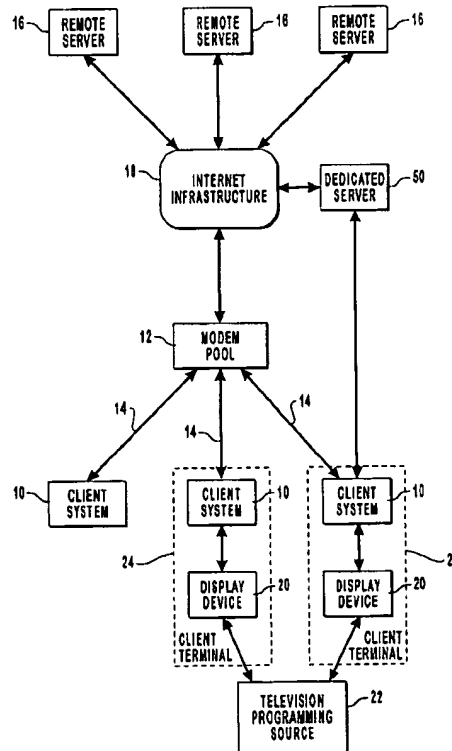 16
REMOTE
SERVER
REMOTE
SERVER
16
REMOTE
SERVER
16
18
INTERNET
INFRASTRUCTURE
DEDICATED
SERVER
50
12
MODEM
POOL
14
14
14
10
CLIENT
SYSTEM
CLIENT
SYSTEM
10
CLIENT
SYSTEM
10
24
2
DISPLAY
DEVICE
20
DISPLAY
DEVICE
20
CLIENT
TERMINAL
CLIENT
TERMINAL
TELEVISION
PROGRAMMING
SOURCE
22